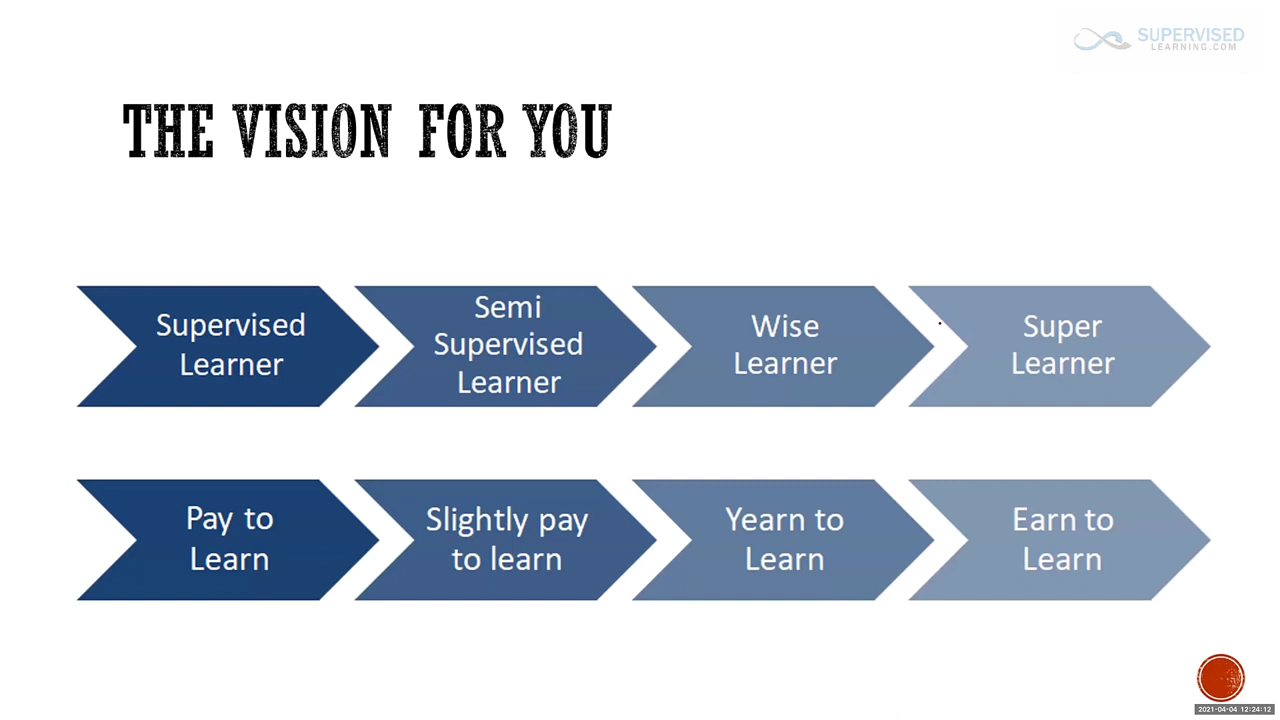 SUPERVISED
LEARNING.COM
THE VISION FOR YOU
Supervised
Learner
Semi
Supervised
Learner
Wise
Learner
Super
Learner
Pay to
Learn
Slightly pay
to learn
Yearn to
Learn
Earn to
Learn
2021-04-04 12:24:12